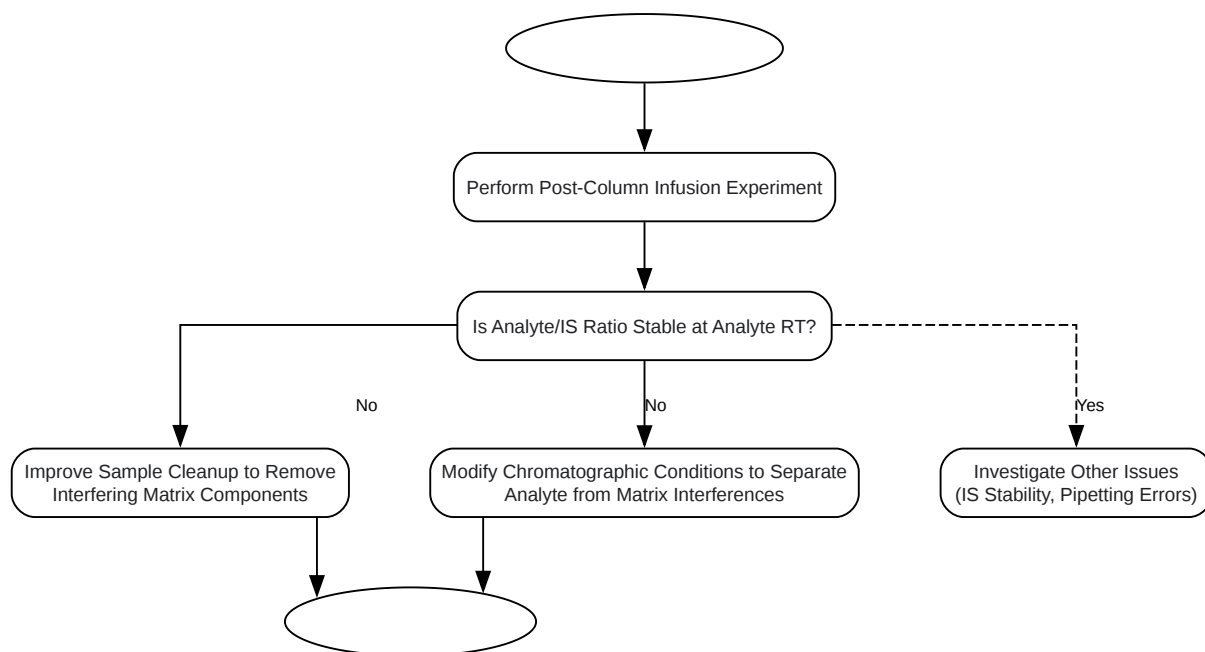 Perform Post-Column Infusion Experiment
Is Analyte/IS Ratio Stable at Analyte RT?
No
No
Yes
Improve Sample Cleanup to Remove
Interfering Matrix Components
Modify Chromatographic Conditions to Separate
Analyte from Matrix Interferences
Investigate Other Issues
(IS Stability, Pipetting Errors)